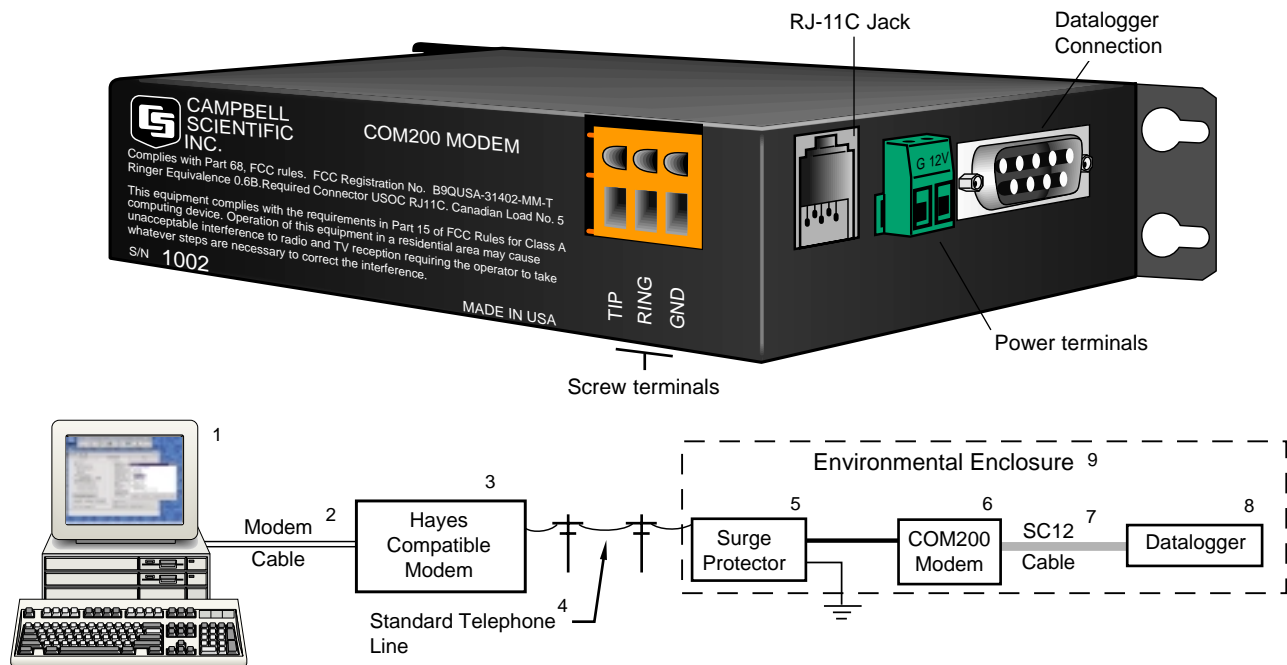 RJ-11C Jack
Datalogger
Connection
CS
CAMPBELL
SCIENTIFIC
INC.
COM200 MODEM
Complies with Part 68, FCC rules. FCC Registration No. B9QUSA-31402-MM-T
Ringer Equivalence 0.6B.Required Connector USOC RJ11C. Canadian Load No. 5
This equipment complies with the requirements in Part 15 of FCC Rules for Class A
computing device. Operation of this equipment in a residential area may cause
unacceptable interference to radio and TV reception requiring the operator to take
whatever steps are necessary to correct the interference.
S/N 1002
MADE IN USA
TIP
RING
GND
G 12V
Power terminals
Screw terminals
1
Modem 2
Cable
3
Hayes
Compatible
Modem
Standard Telephone 4
Line
Environmental Enclosure 9
5
Surge
Protector
6
COM200
Modem
SC12 7
Cable
8
Datalogger